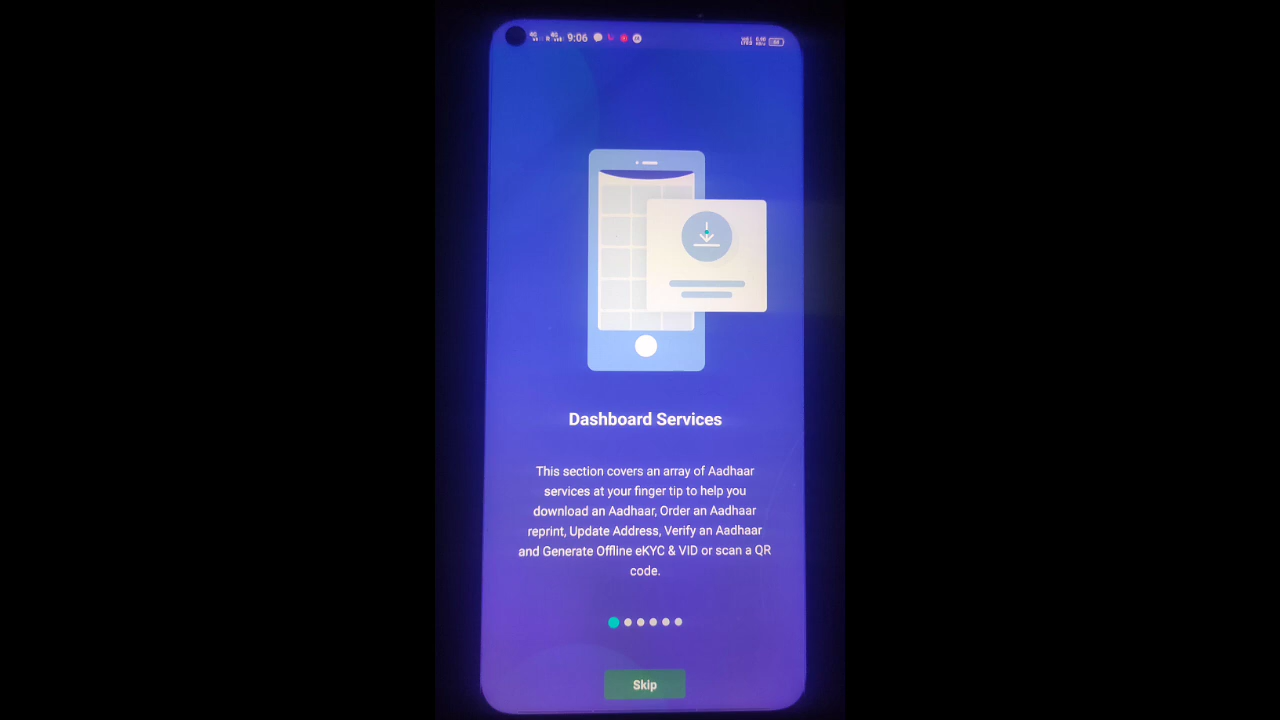 9:06
Dashboard Services
This section covers an array of Aadhaar
services at your finger tip to help you
download an Aadhaar, Order an Aadhaar
reprint, Update Address, Verify an Aadhaar
and Generate Offline eKYC & VID or scan a QR
code.
Skip